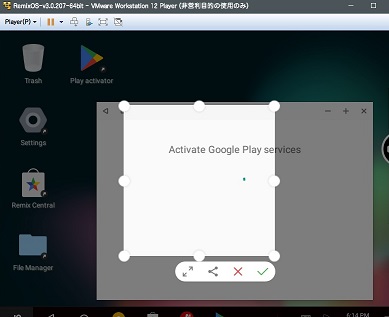 RemixOS-v3.0.207-64bit - VMware Workstation 12 Player (非営利目的の使用のみ)
Player(P)
Trash
Play activator
Settings
Activate Google Play services
Remix Central
File Manager
6:14 PM